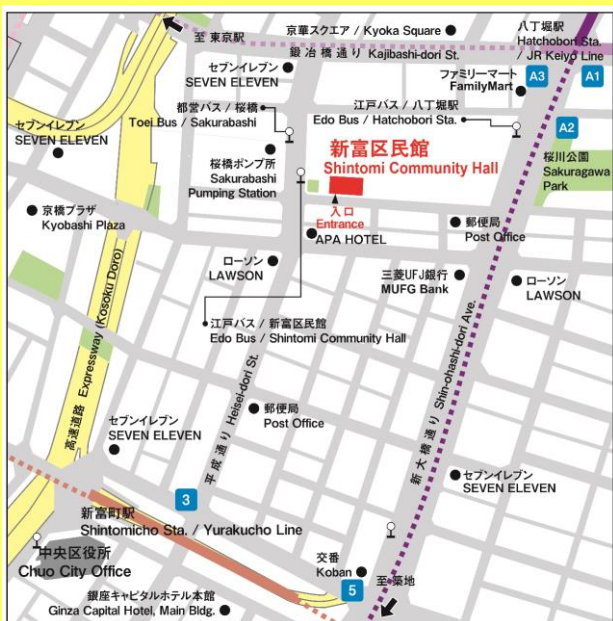 至 東京駅
京華スクエア / Kyoka Square
鍛冶橋通り Kajibashi-dori St.
八丁堀駅
Hatchobori Sta.
/ JR Keiyo Line
セブンイレブン
SEVEN ELEVEN
ファミリーマート
FamilyMart
A3
A1
都営バス / 桜橋
Toei Bus / Sakurabashi
江戸バス / 八丁堀駅
Edo Bus / Hatchobori Sta.
A2
セブンイレブン
SEVEN ELEVEN
桜橋ポンプ所
Sakurabashi
Pumping Station
新富区民館
Shintomi Community Hall
桜川公園
Sakuragawa
Park
入口
Entrance
京橋プラザ
Kyobashi Plaza
APA HOTEL
郵便局
Post Office
ローソン
LAWSON
三菱UFJ銀行
MUFG Bank
ローソン
LAWSON
江戸バス / 新富区民館
Edo Bus / Shintomi Community Hall
高速道路 Expressway (Kosoku Doro)
平成通り Heisei-dori St.
新大橋通り Shin-ohashi-dori Ave.
セブンイレブン
SEVEN ELEVEN
郵便局
Post Office
セブンイレブン
SEVEN ELEVEN
3
新富町駅
Shintomicho Sta. / Yurakucho Line
中央区役所
Chuo City Office
交番
Koban
5
至 築地
銀座キャピタルホテル本館
Ginza Capital Hotel, Main Bldg.